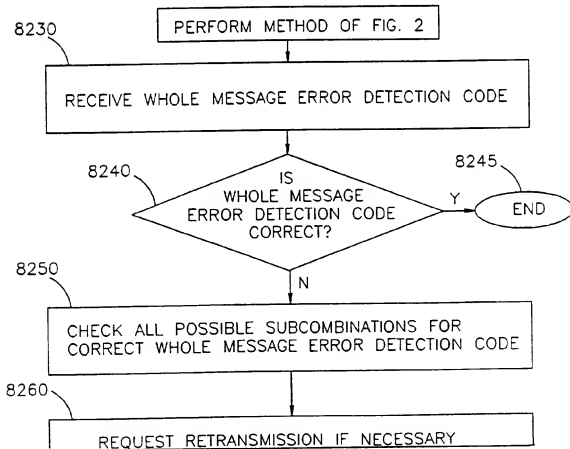 PERFORM METHOD OF FIG. 2
8230
RECEIVE WHOLE MESSAGE ERROR DETECTION CODE
8240
IS
WHOLE MESSAGE
ERROR DETECTION CODE
CORRECT?
Y
8245
END
N
8250
CHECK ALL POSSIBLE SUBCOMBINATIONS FOR
CORRECT WHOLE MESSAGE ERROR DETECTION CODE
8260
REQUEST RETRANSMISSION IF NECESSARY